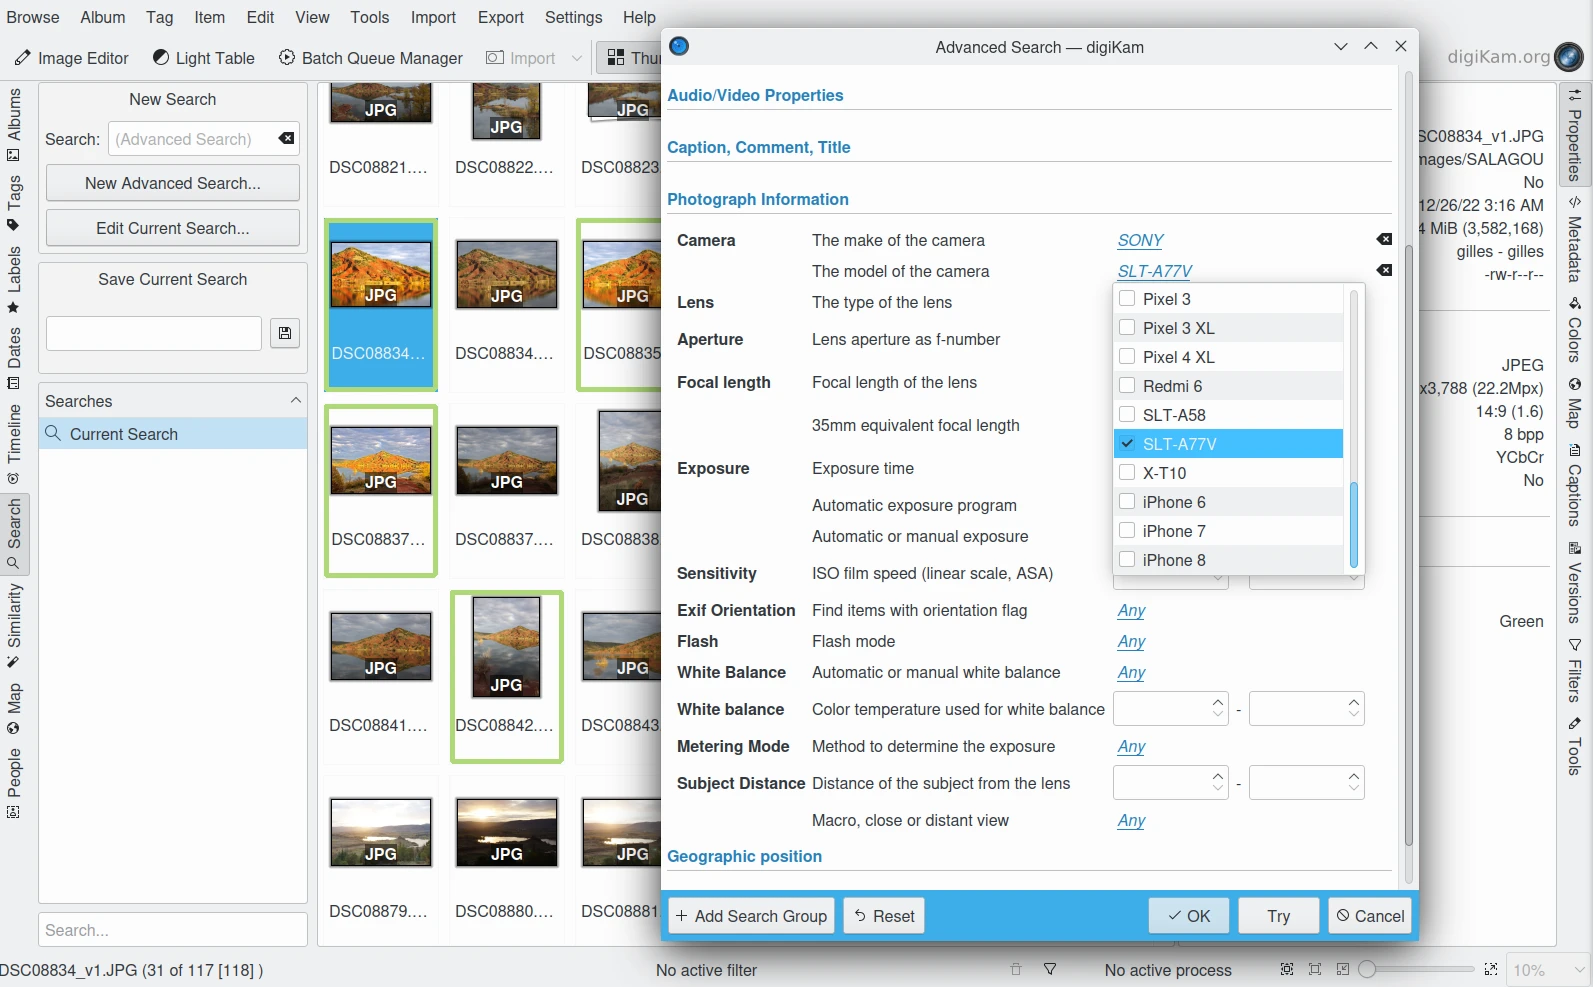 Browse Album Tag Item Edit View Tools Import Export Settings Help
Image Editor Light Table Batch Queue Manager Import Thu
digiKam.org
Albums
Tags
Labels
Dates
Timeline
Search
Similarity
Map
People
New Search
Search: (Advanced Search)
New Advanced Search...
Edit Current Search...
Save Current Search
Searches
Current Search
Search...
JPG JPG JPG
DSC08821.... DSC08822.... DSC08823
JPG JPG JPG
DSC08834... DSC08834.... DSC08835
JPG JPG JPG
DSC08837... DSC08837.... DSC08838
JPG JPG JPG
DSC08841.... DSC08842.... DSC08843
JPG JPG JPG
DSC08879.... DSC08880.... DSC08881
Advanced Search — digiKam
Audio/Video Properties
Caption, Comment, Title
Photograph Information
Camera The make of the camera SONY
The model of the camera SLT-A77V
Lens The type of the lens
Aperture Lens aperture as f-number
Focal length Focal length of the lens
35mm equivalent focal length
Exposure Exposure time
Automatic exposure program
Automatic or manual exposure
Sensitivity ISO film speed (linear scale, ASA)
Pixel 3
Pixel 3 XL
Pixel 4 XL
Redmi 6
SLT-A58
SLT-A77V
X-T10
iPhone 6
iPhone 7
iPhone 8
Exif Orientation Find items with orientation flag Any
Flash Flash mode Any
White Balance Automatic or manual white balance Any
White balance Color temperature used for white balance -
Metering Mode Method to determine the exposure Any
Subject Distance Distance of the subject from the lens -
Macro, close or distant view Any
Geographic position
Add Search Group Reset OK Try Cancel
SC08834_v1.JPG
mages/SALAGOU
No
12/26/22 3:16 AM
4 MiB (3,582,168)
gilles - gilles
-rw-r--r--
JPEG
x3,788 (22.2Mpx)
14:9 (1.6)
8 bpp
YCbCr
No
Green
Properties
Metadata
Colors
Map
Captions
Versions
Filters
Tools
DSC08834_v1.JPG (31 of 117 [118] ) No active filter No active process 10%